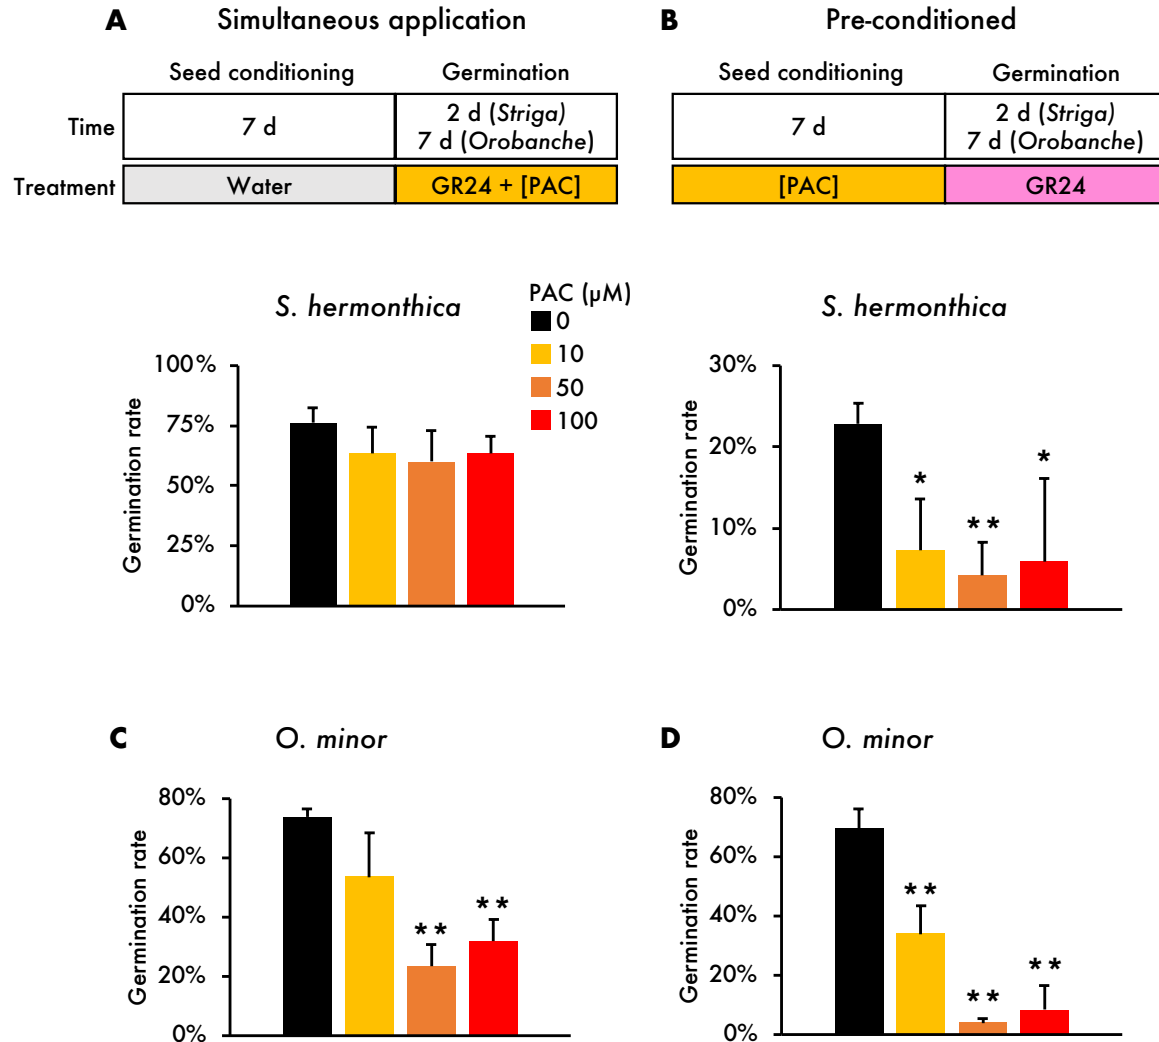 A Simultaneous application
Seed conditioning Germination
Time 7 d 2 d (Striga)
7 d (Orobanche)
Treatment Water GR24 + [PAC]
B Pre-conditioned
Seed conditioning Germination
7 d 2 d (Striga)
7 d (Orobanche)
[PAC] GR24
S. hermonthica
PAC (µM)
0
10
50
100
Germination rate
100%
75%
50%
25%
0%
S. hermonthica
Germination rate
30%
20%
10%
0%
*
**
*
C O. minor
Germination rate
80%
60%
40%
20%
0%
**
**
D O. minor
Germination rate
80%
60%
40%
20%
0%
**
**
**